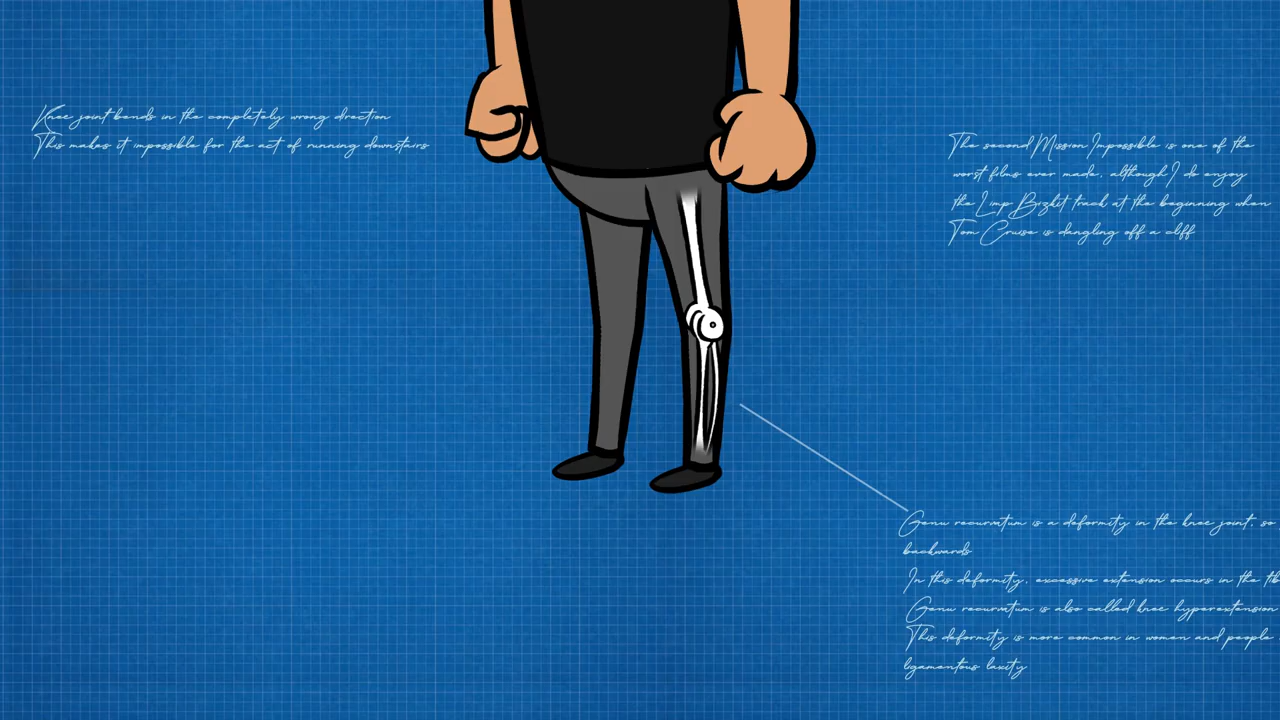 Knee joint bends in the completely wrong direction
This makes it impossible for the act of running downstairs
The second Mission Impossible is one of the
worst films ever made, although I do enjoy
the Limp Bizkit track at the beginning when
Tom Cruise is dangling off a cliff
Genu recurvatum is a deformity in the knee joint, so
backwards
In this deformity, excessive extension occurs in the
Genu recurvatum is also called knee hyperextension
This deformity is more common in women and people
ligamentous laxity